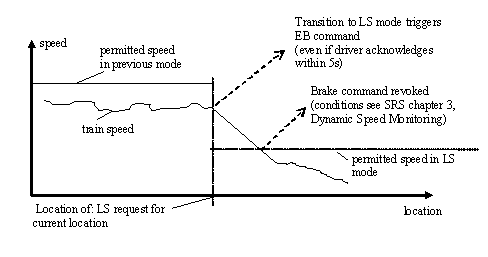 Transition to LS mode triggers
EB command
(even if driver acknowledges
within 5s)
speed
permitted speed
in previous mode
Brake command revoked
(conditions see SRS chapter 3,
Dynamic Speed Monitoring)
train speed
permitted speed in LS
mode
Location of: LS request for
current location
location